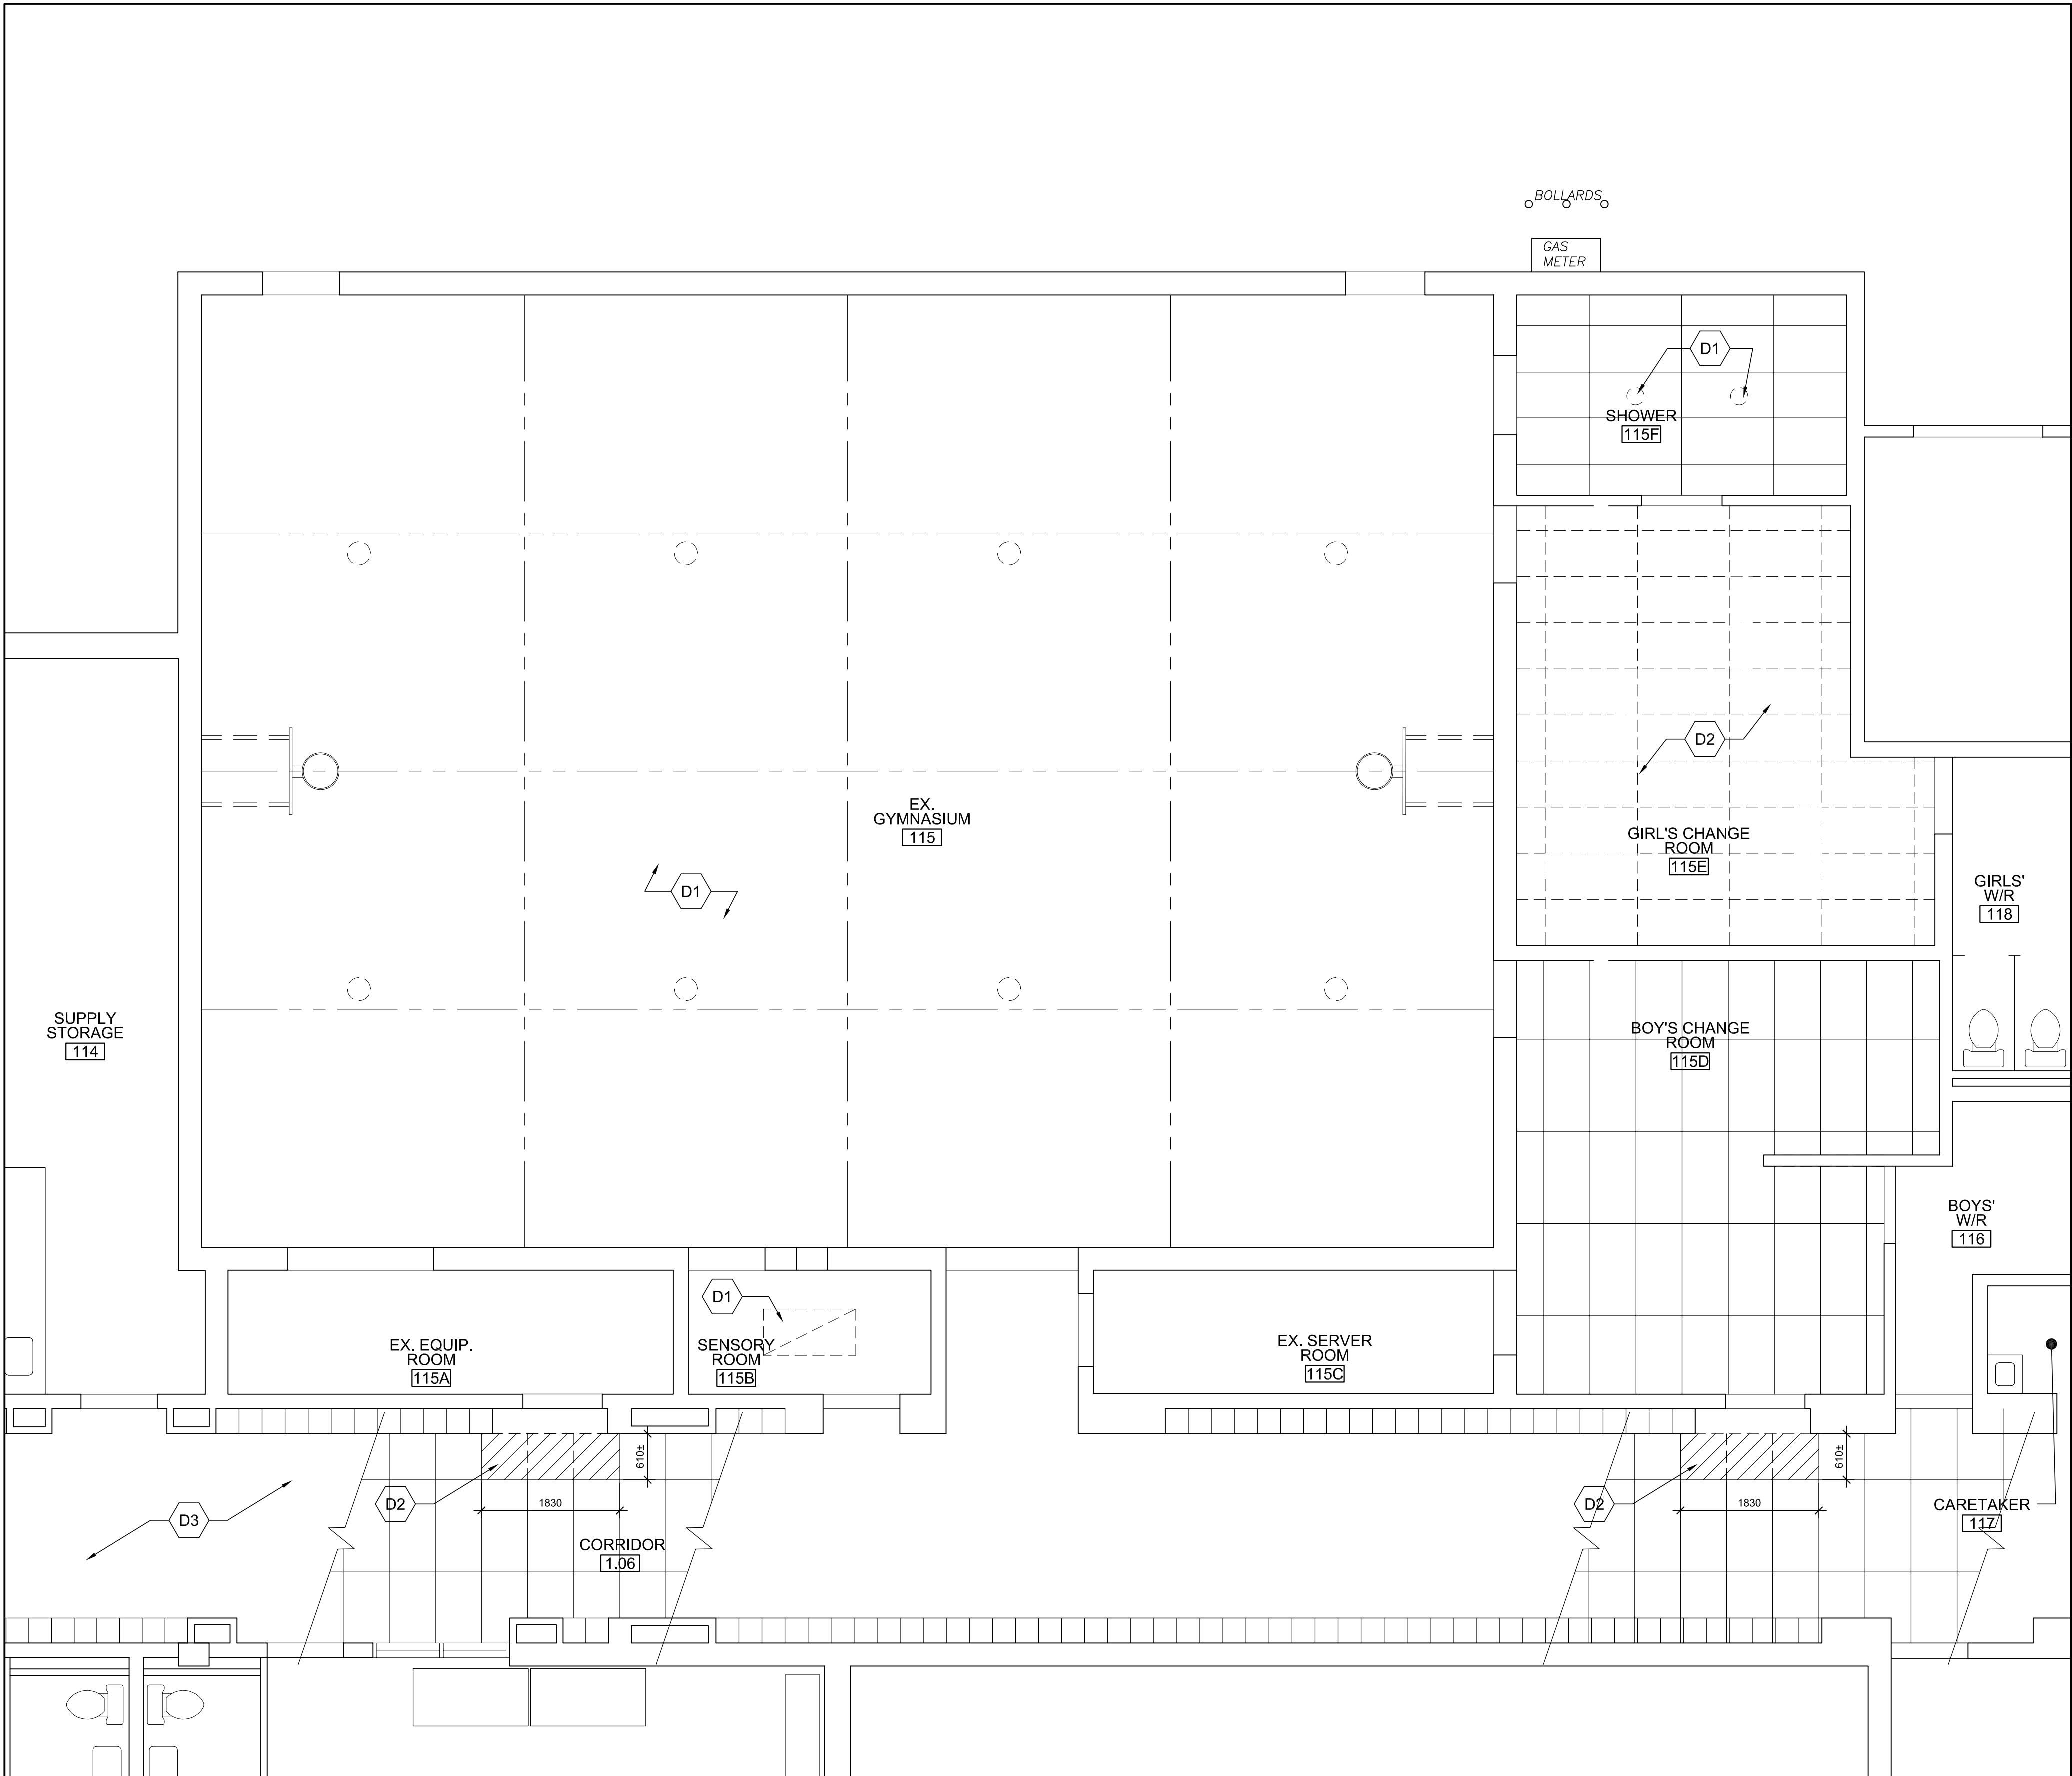 BOLLARDS
GAS
METER
D1
SHOWER
115F
D2
EX.
GYMNASIUM
115
GIRL'S CHANGE
ROOM
115E
D1
GIRLS'
W/R
118
SUPPLY
STORAGE
114
BOY'S CHANGE
ROOM
115D
BOYS'
W/R
116
D1
EX. EQUIP.
ROOM
115A
SENSORY
ROOM
115B
EX. SERVER
ROOM
115C
610±
610±
D3
D2
1830
D2
1830
CARETAKER
117
CORRIDOR
1.06